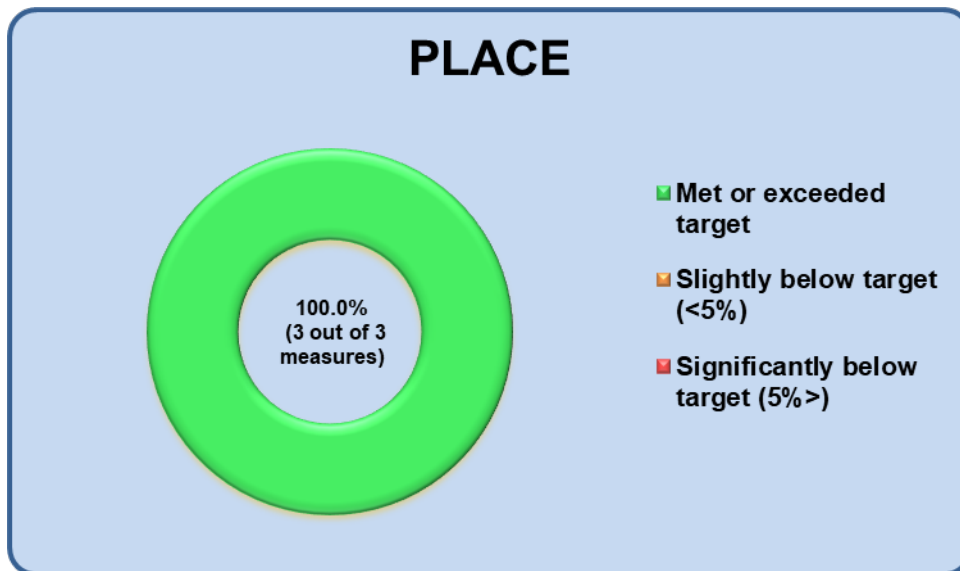 PLACE
100.0%
(3 out of 3
measures)
Met or exceeded
target
Slightly below target
(<5%)
Significantly below
target (5%>)